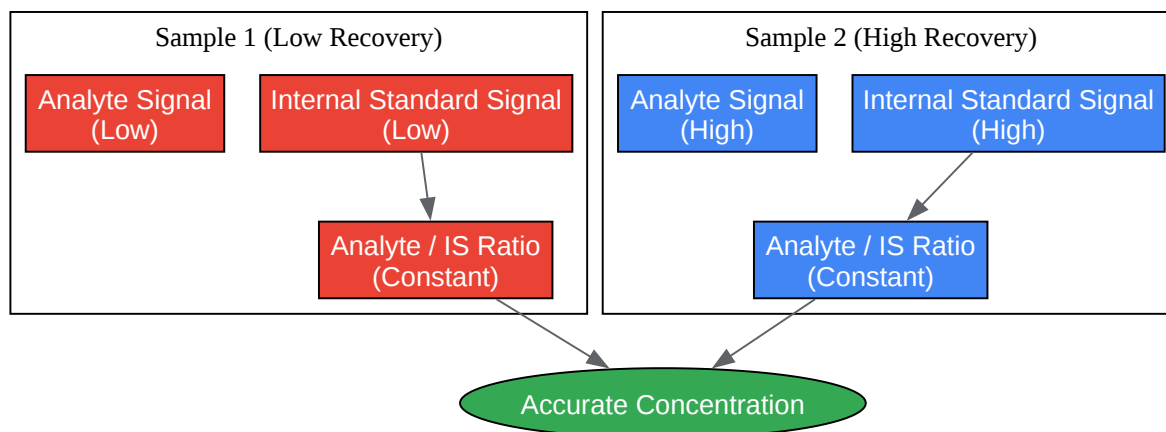 Sample 1 (Low Recovery)
Analyte Signal
(Low)
Internal Standard Signal
(Low)
Analyte / IS Ratio
(Constant)
Sample 2 (High Recovery)
Analyte Signal
(High)
Internal Standard Signal
(High)
Analyte / IS Ratio
(Constant)
Accurate Concentration